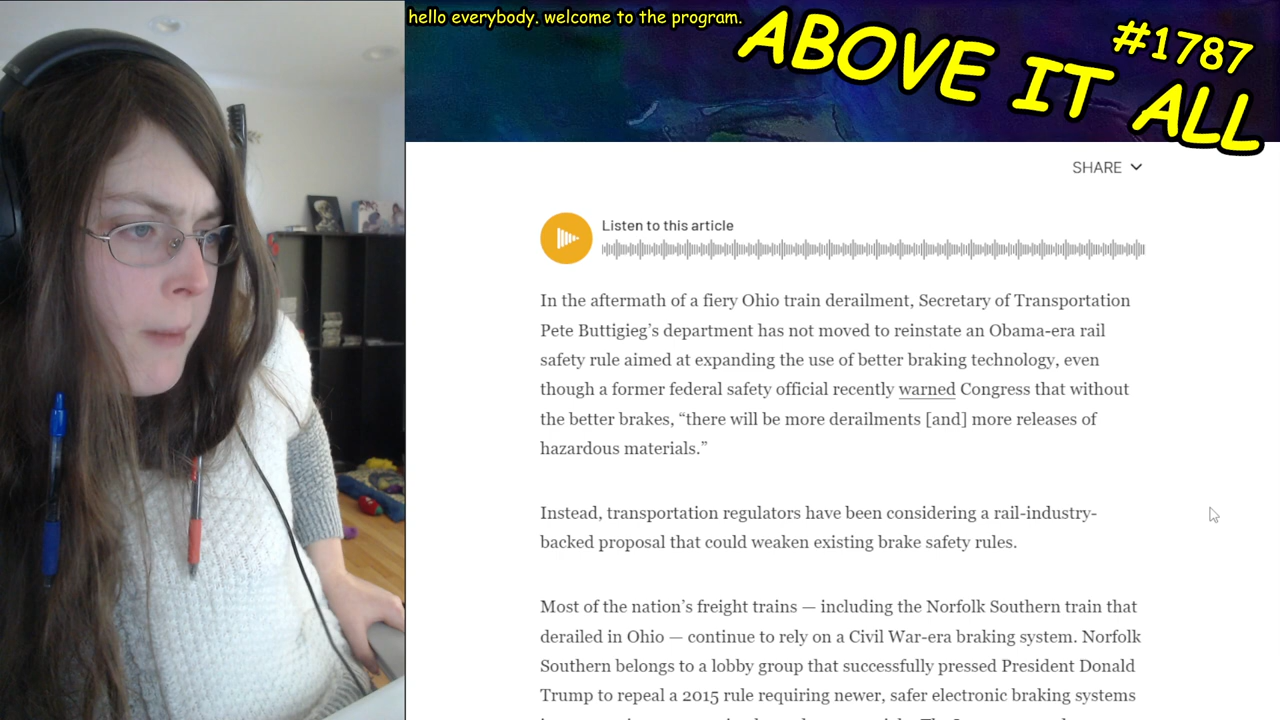 hello everybody. welcome to the program.
ABOVE IT ALL
#1787
SHARE
Listen to this article
In the aftermath of a fiery Ohio train derailment, Secretary of Transportation
Pete Buttigieg’s department has not moved to reinstate an Obama-era rail
safety rule aimed at expanding the use of better braking technology, even
though a former federal safety official recently warned Congress that without
the better brakes, “there will be more derailments [and] more releases of
hazardous materials.”
Instead, transportation regulators have been considering a rail-industry-
backed proposal that could weaken existing brake safety rules.
Most of the nation’s freight trains — including the Norfolk Southern train that
derailed in Ohio — continue to rely on a Civil War-era braking system. Norfolk
Southern belongs to a lobby group that successfully pressed President Donald
Trump to repeal a 2015 rule requiring newer, safer electronic braking systems